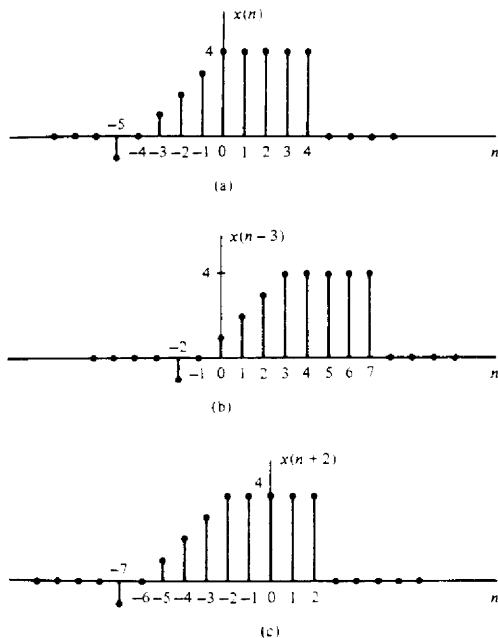 x(n)
4
-5
-4 -3 -2 -1 0 1 2 3 4 n
(a)
x(n - 3)
4
-2
-1 0 1 2 3 4 5 6 7 n
(b)
x(n + 2)
4
-7
-6 -5 -4 -3 -2 -1 0 1 2 n
(c)